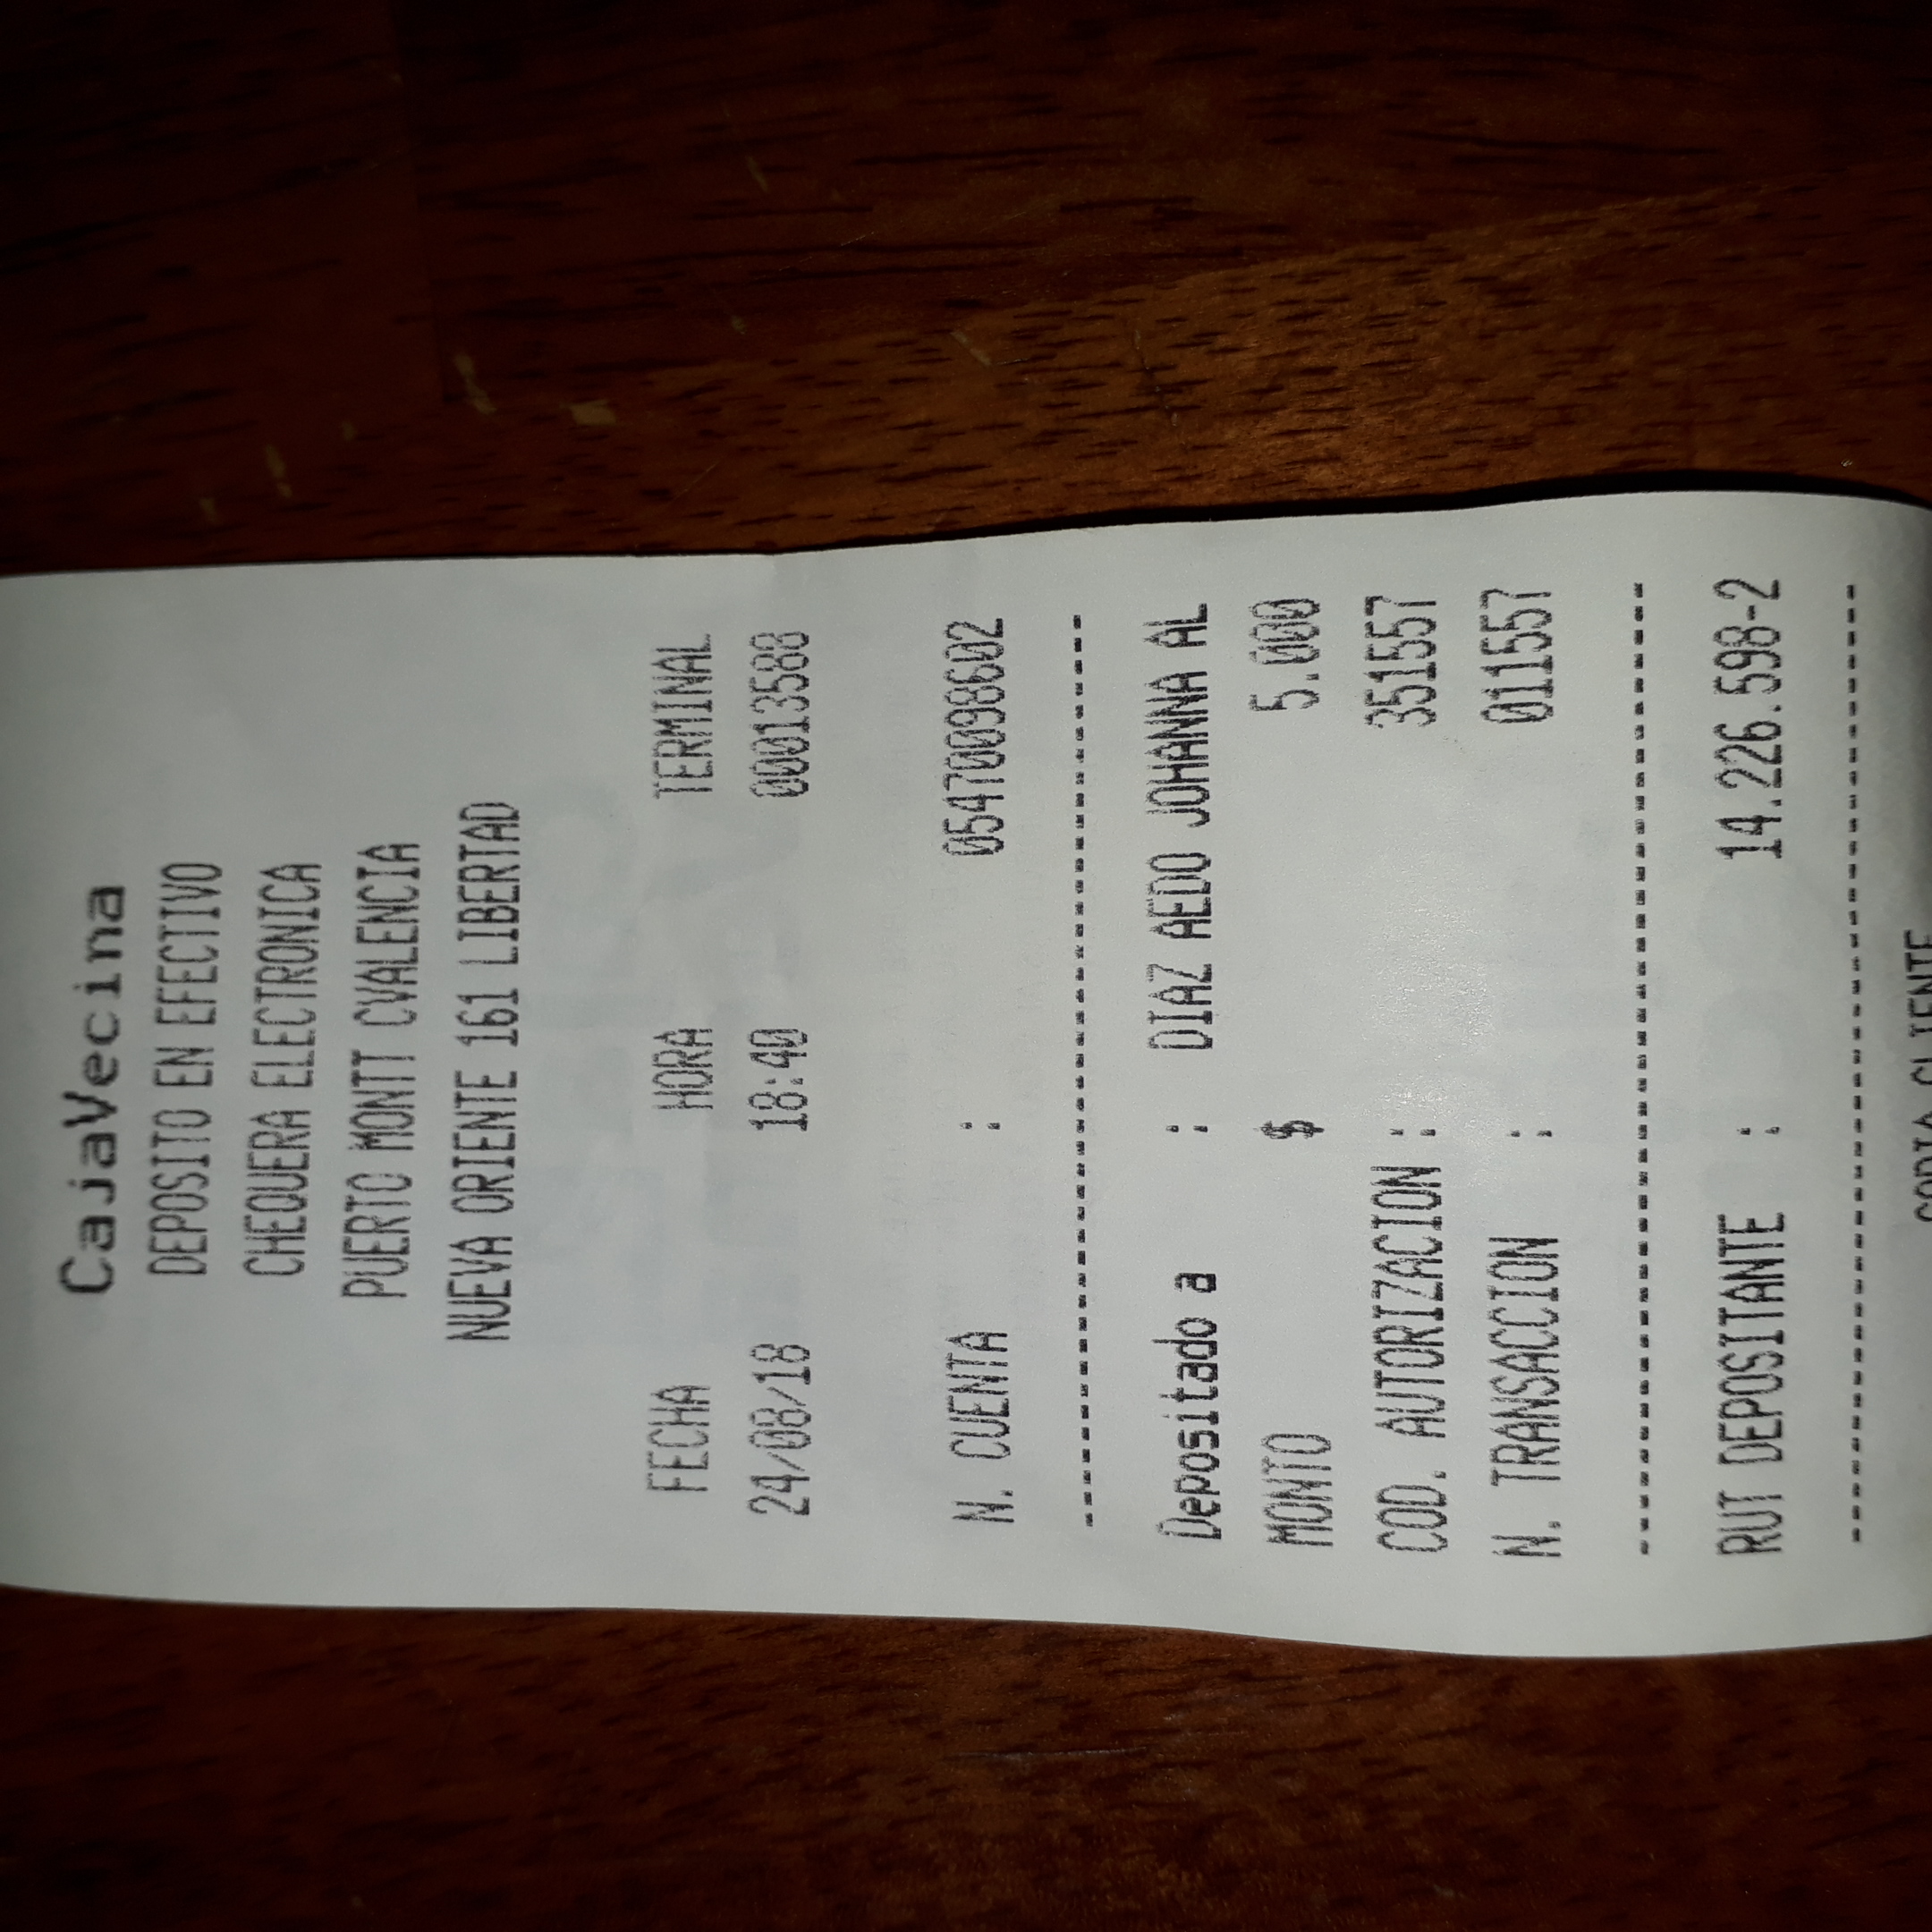 CajaVecina
DEPOSITO EN EFECTIVO
CHEQUERA ELECTRONICA
PUERTO MONTT CVALENCIA
NUEVA ORIENTE 161 LIBERTAD
FECHA HORA TERMINAL
24/08/18 18:40 00013588
N. CUENTA : 05470098602
Depositado a : DIAZ AEDO JOHANNA AL
MONTO $ 5.000
COD. AUTORIZACION : 351557
N. TRANSACCION : 011557
RUT DEPOSITANTE : 14.226.598-2
COPIA CLIENTE